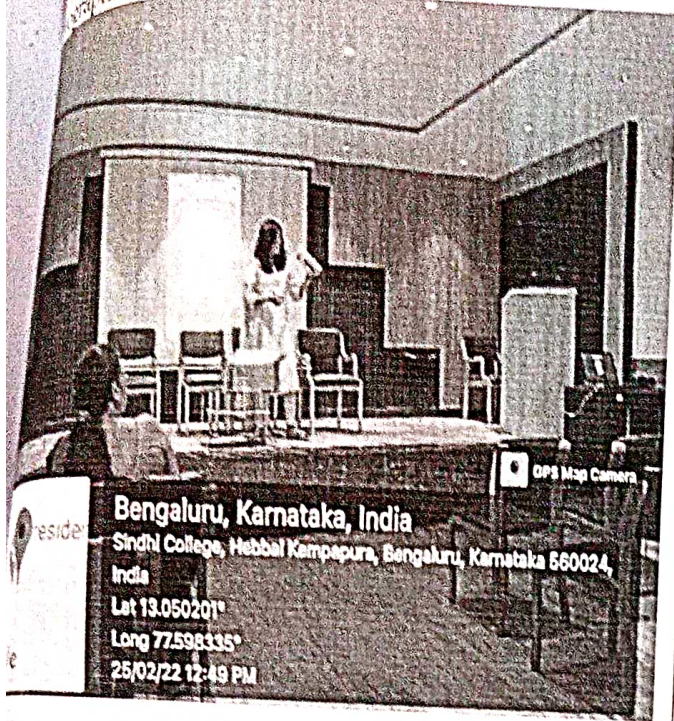 GPS Map Camera
Bengaluru, Karnataka, India
Sindhi College, Hebbal Kempapura, Bengaluru, Karnataka 560024,
India
Lat 13.050201°
Long 77.598335°
25/02/22 12:49 PM